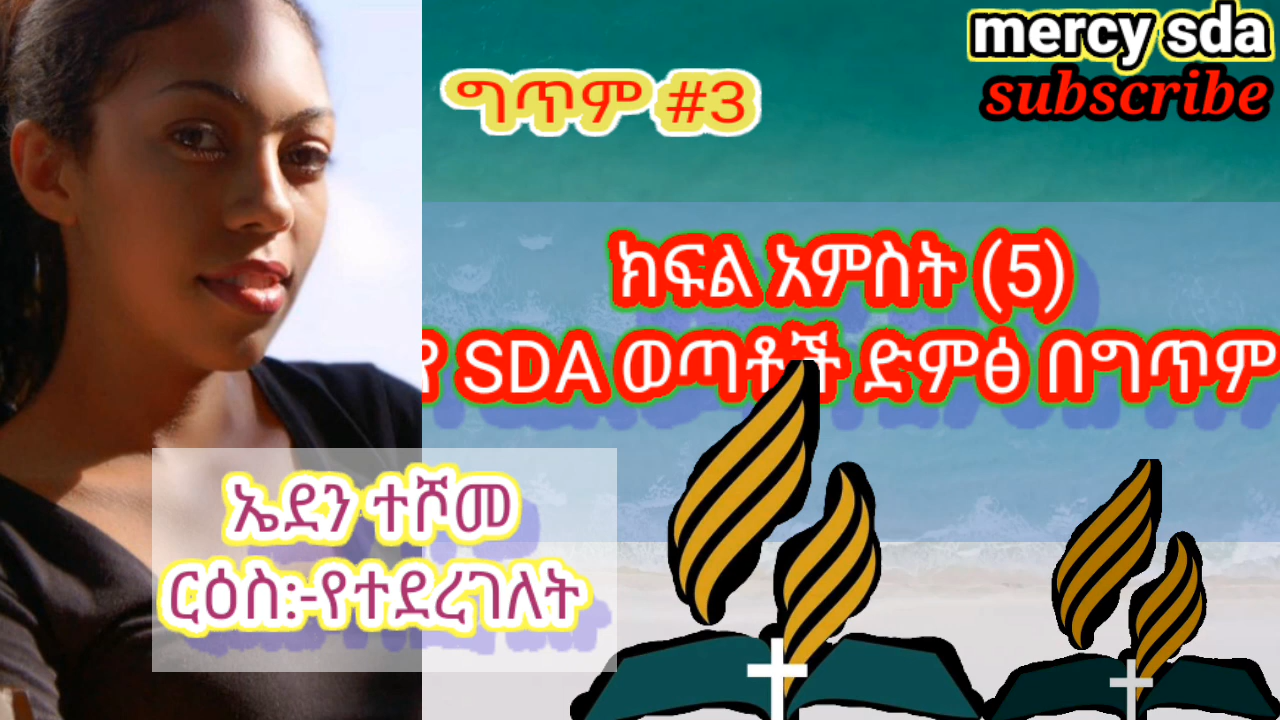 mercy sda
subscribe
ግጥም #3
ክፍል አምስት (5)
የ SDA ወጣቶች ድምፅ በግጥም
ኤደን ተሾመ
ርዕስ:-የተደረገለት